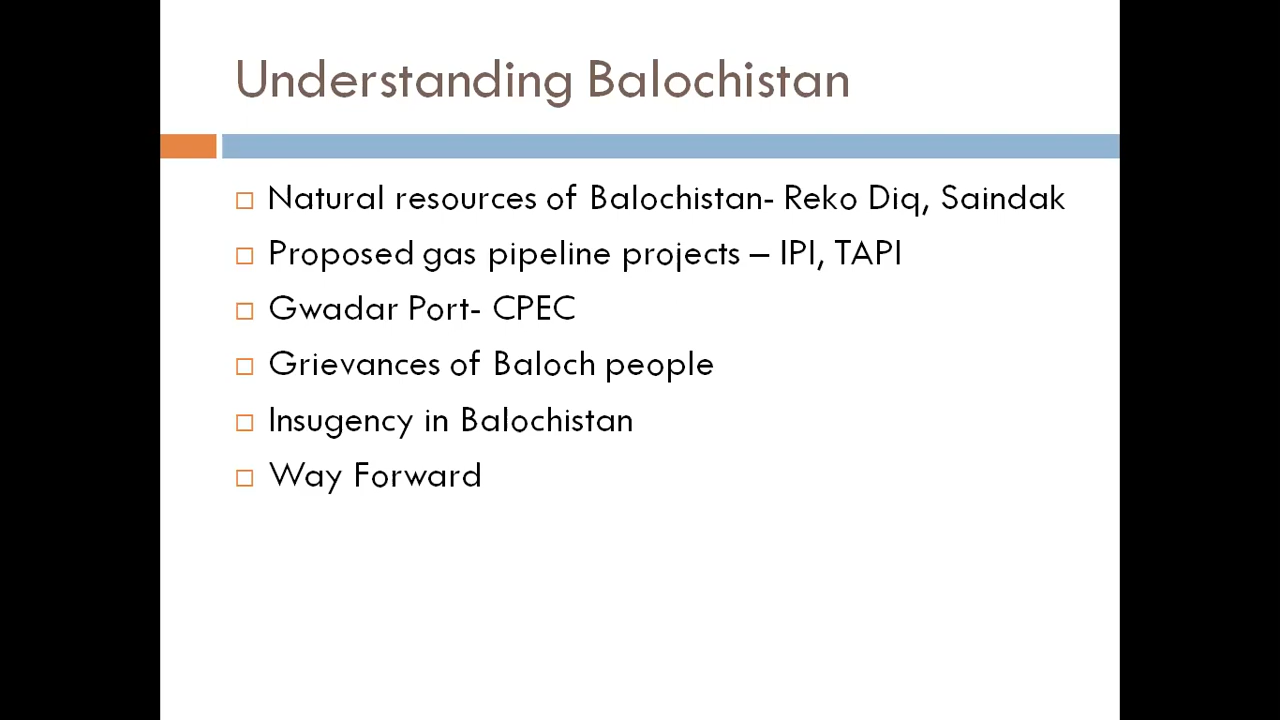 Understanding Balochistan
Natural resources of Balochistan- Reko Diq, Saindak
Proposed gas pipeline projects – IPI, TAPI
Gwadar Port- CPEC
Grievances of Baloch people
Insugency in Balochistan
Way Forward